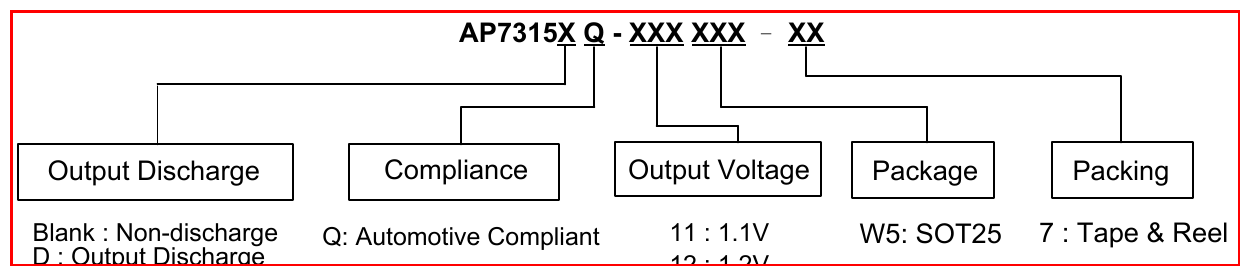 AP7315X Q - XXX XXX – XX
Output Discharge
Compliance
Output Voltage
Package
Packing
Blank : Non-discharge
Q: Automotive Compliant
11 : 1.1V
W5: SOT25
7 : Tape & Reel
D : Output Discharge
12 : 1.2V